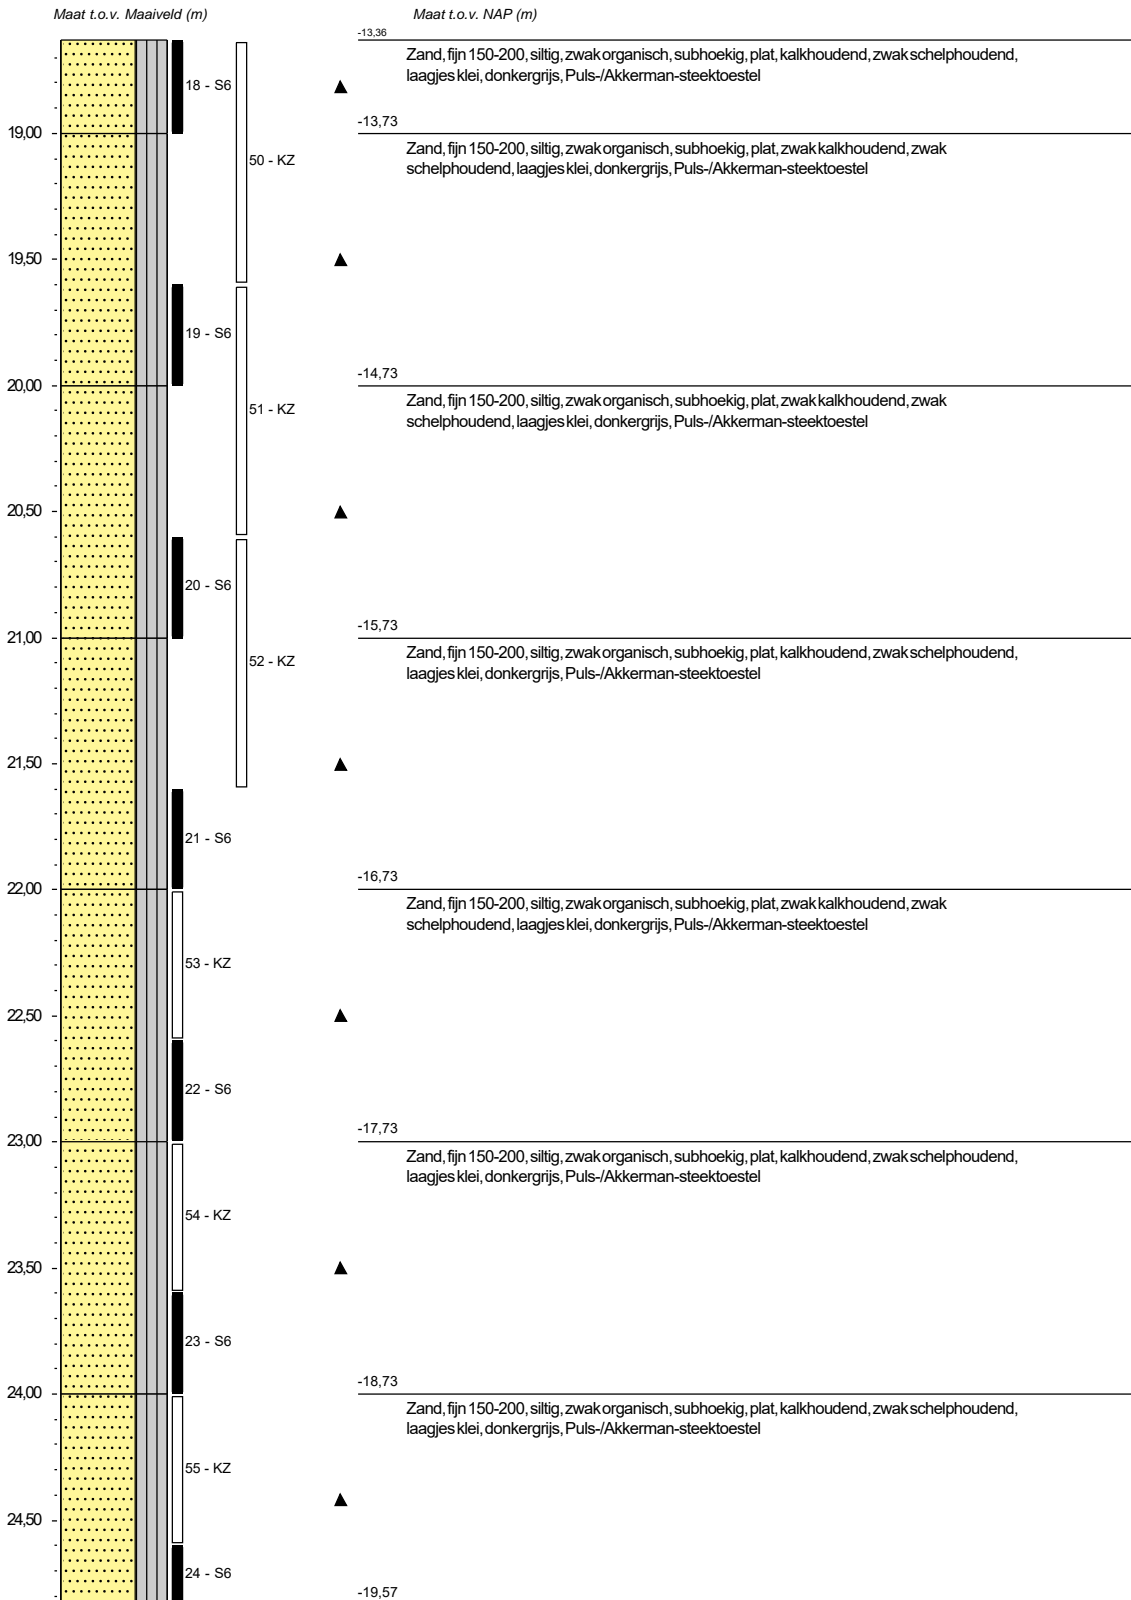 Maat t.o.v. Maaiveld (m)
Maat t.o.v. NAP (m)
-13,36
Zand, fijn 150-200, siltig, zwak organisch, subhoekig, plat, kalkhoudend, zwak schelphoudend,
laagjes klei, donkergrijs, Puls-/Akkerman-steektoestel
18 - S6
19,00
-13,73
Zand, fijn 150-200, siltig, zwak organisch, subhoekig, plat, zwak kalkhoudend, zwak
schelphoudend, laagjes klei, donkergrijs, Puls-/Akkerman-steektoestel
50 - KZ
19,50
19 - S6
20,00
-14,73
Zand, fijn 150-200, siltig, zwak organisch, subhoekig, plat, zwak kalkhoudend, zwak
schelphoudend, laagjes klei, donkergrijs, Puls-/Akkerman-steektoestel
51 - KZ
20,50
20 - S6
21,00
-15,73
Zand, fijn 150-200, siltig, zwak organisch, subhoekig, plat, kalkhoudend, zwak schelphoudend,
laagjes klei, donkergrijs, Puls-/Akkerman-steektoestel
52 - KZ
21,50
21 - S6
22,00
-16,73
Zand, fijn 150-200, siltig, zwak organisch, subhoekig, plat, zwak kalkhoudend, zwak
schelphoudend, laagjes klei, donkergrijs, Puls-/Akkerman-steektoestel
53 - KZ
22,50
22 - S6
23,00
-17,73
Zand, fijn 150-200, siltig, zwak organisch, subhoekig, plat, kalkhoudend, zwak schelphoudend,
laagjes klei, donkergrijs, Puls-/Akkerman-steektoestel
54 - KZ
23,50
23 - S6
24,00
-18,73
Zand, fijn 150-200, siltig, zwak organisch, subhoekig, plat, kalkhoudend, zwak schelphoudend,
laagjes klei, donkergrijs, Puls-/Akkerman-steektoestel
55 - KZ
24,50
24 - S6
-19,57